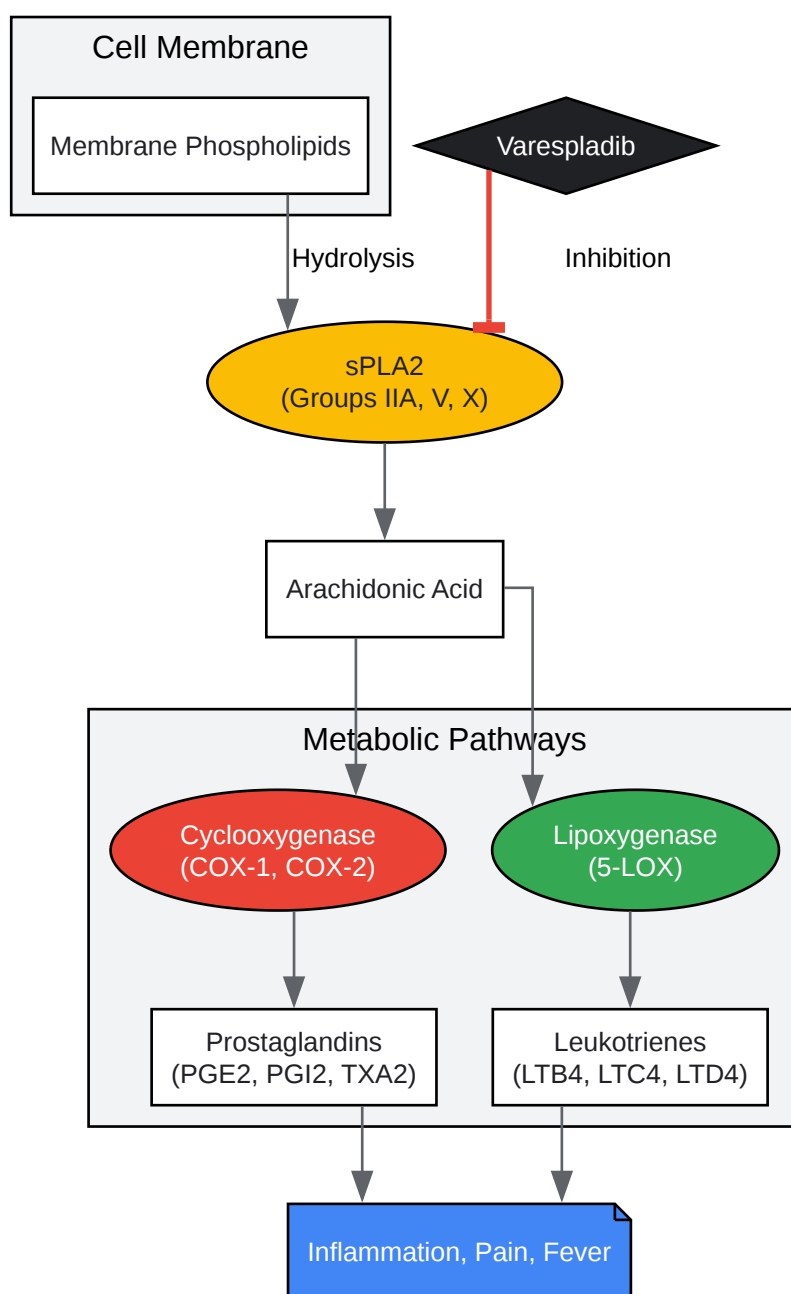 Cell Membrane
Membrane Phospholipids
Varespladib
Hydrolysis
Inhibition
sPLA2
(Groups IIA, V, X)
Arachidonic Acid
Metabolic Pathways
Cyclooxygenase
(COX-1, COX-2)
Lipoxygenase
(5-LOX)
Prostaglandins
(PGE2, PGI2, TXA2)
Leukotrienes
(LTB4, LTC4, LTD4)
Inflammation, Pain, Fever